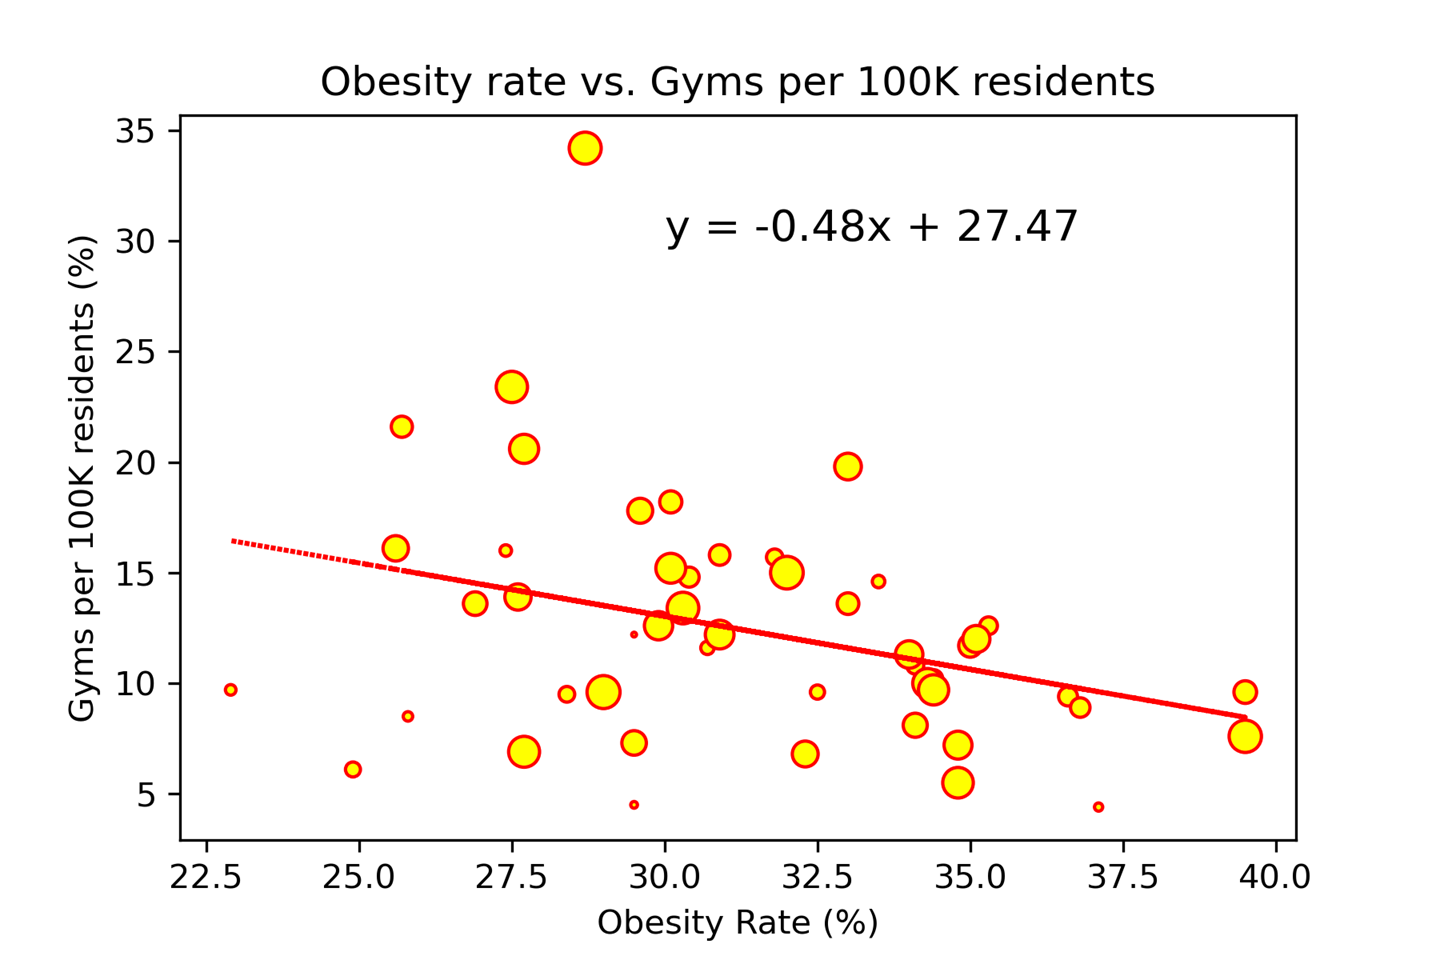 Obesity rate vs. Gyms per 100K residents
y = -0.48x + 27.47
Gyms per 100K residents (%)
35
30
25
20
15
10
5
22.5 25.0 27.5 30.0 32.5 35.0 37.5 40.0
Obesity Rate (%)